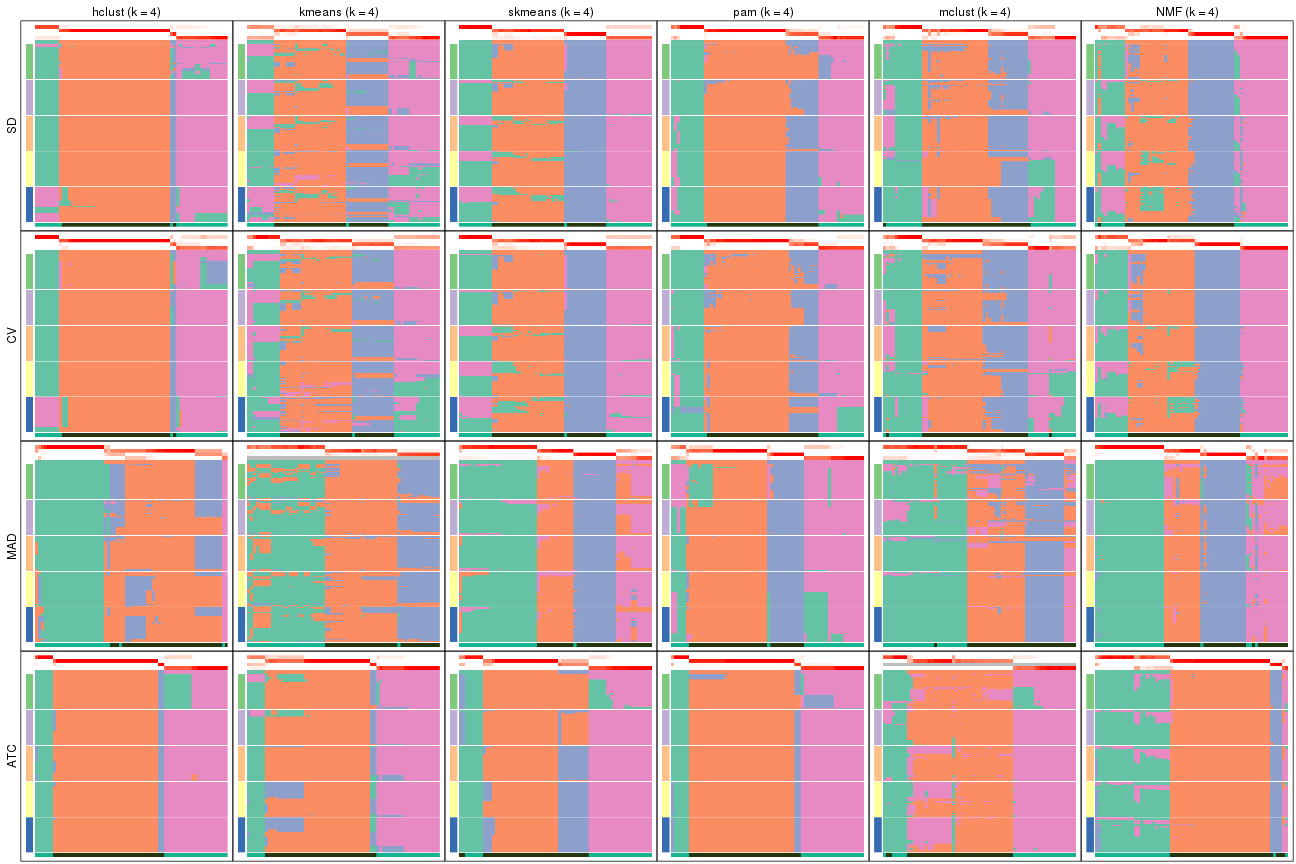 hclust (k = 4) kmeans (k = 4) skmeans (k = 4) pam (k = 4) mclust (k = 4) NMF (k = 4)
SD
CV
MAD
ATC